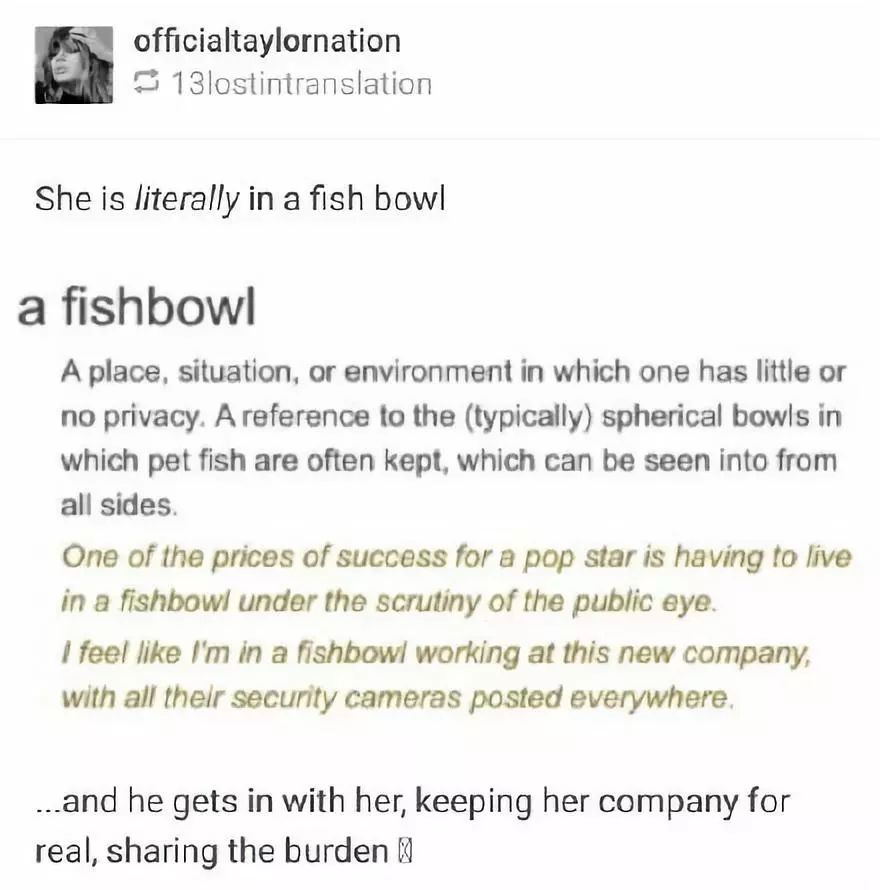 officialtaylornation
13lostintranslation
She is literally in a fish bowl
a fishbowl
A place, situation, or environment in which one has little or
no privacy. A reference to the (typically) spherical bowls in
which pet fish are often kept, which can be seen into from
all sides.
One of the prices of success for a pop star is having to live
in a fishbowl under the scrutiny of the public eye.
I feel like I'm in a fishbowl working at this new company,
with all their security cameras posted everywhere.
...and he gets in with her, keeping her company for
real, sharing the burden